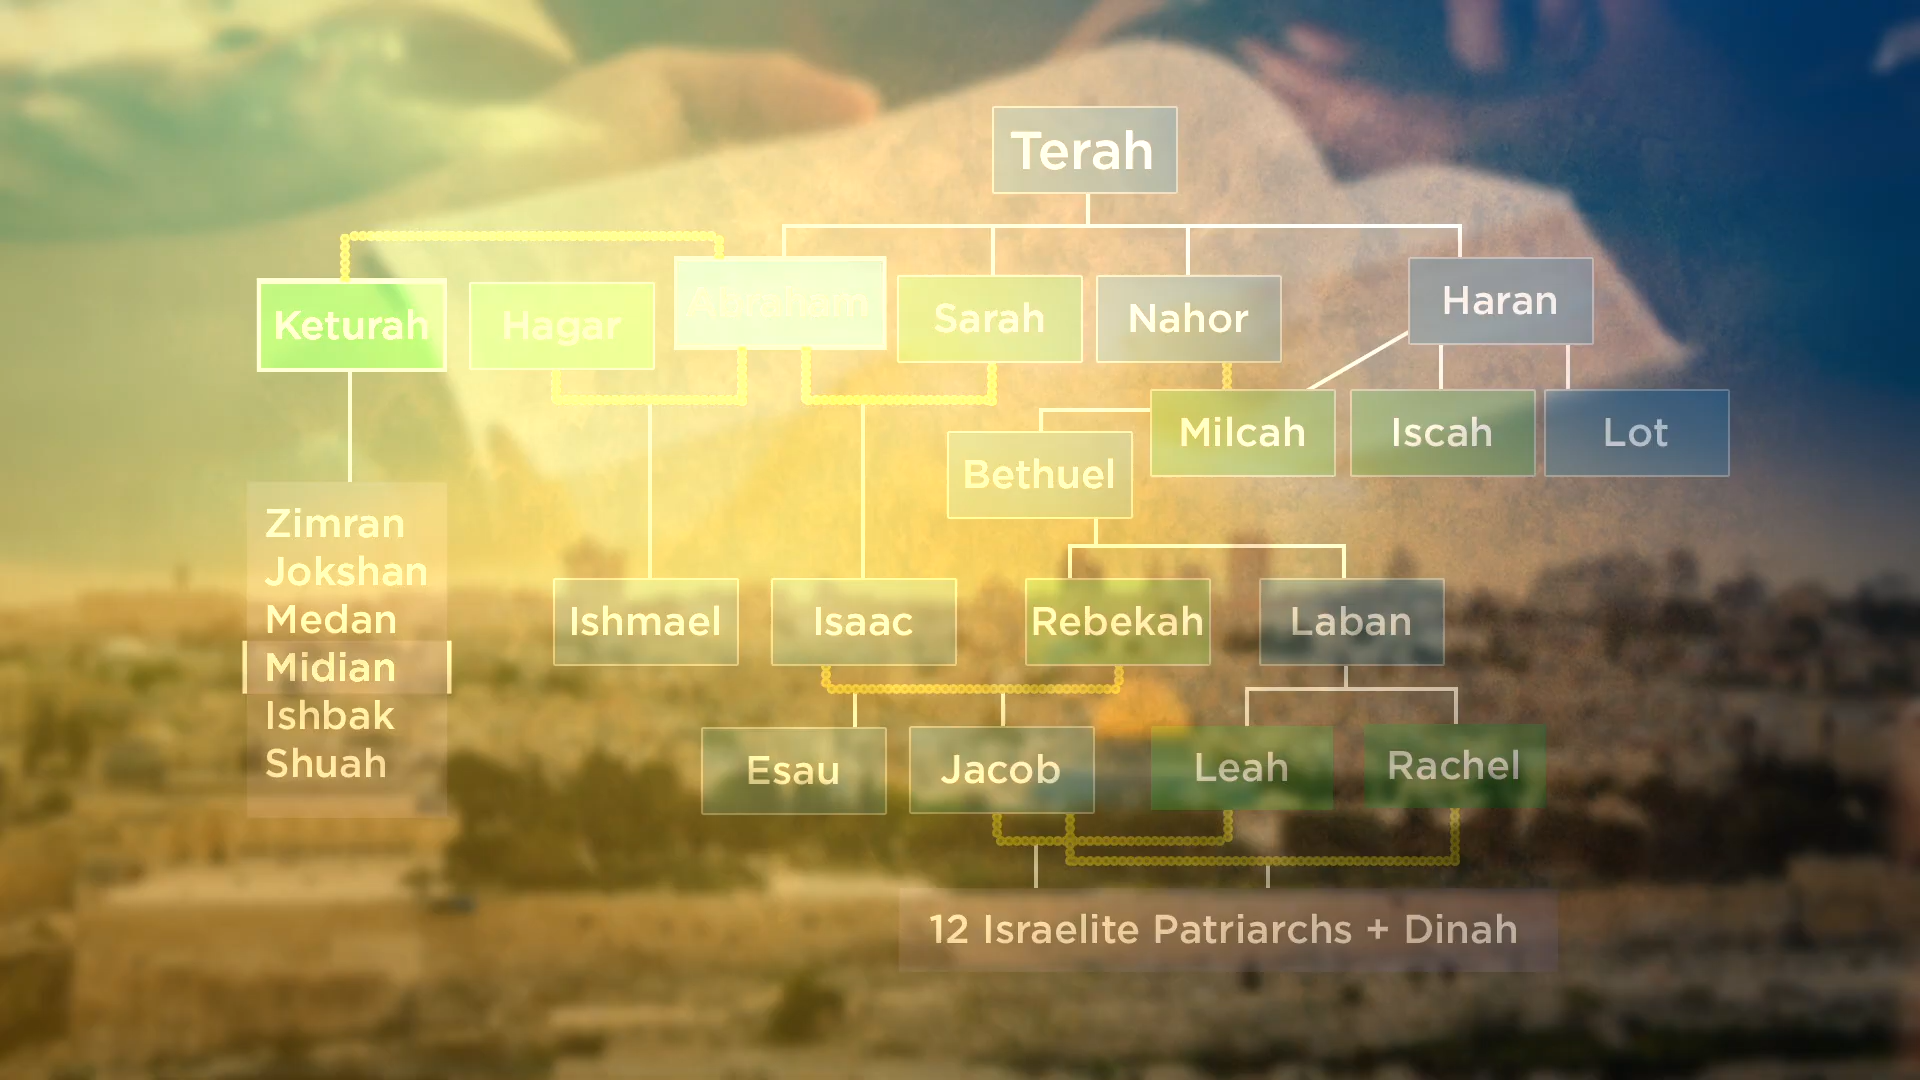 Terah
Keturah
Hagar
Abraham
Sarah
Nahor
Haran
Milcah
Iscah
Lot
Bethuel
Zimran
Jokshan
Medan
Midian
Ishbak
Shuah
Ishmael
Isaac
Rebekah
Laban
Esau
Jacob
Leah
Rachel
12 Israelite Patriarchs + Dinah